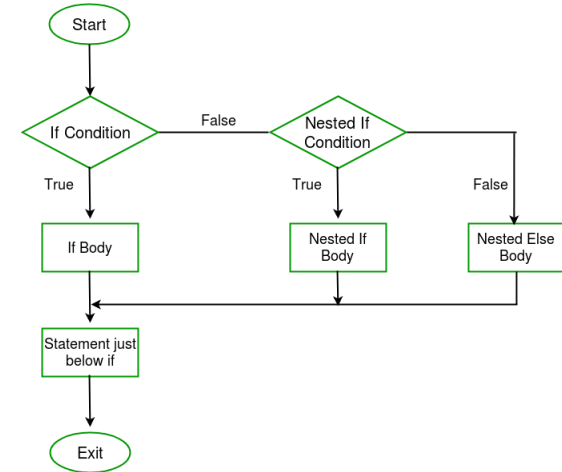 Start
If Condition
False
Nested If
Condition
True
True
False
If Body
Nested If
Body
Nested Else
Body
Statement just
below if
Exit